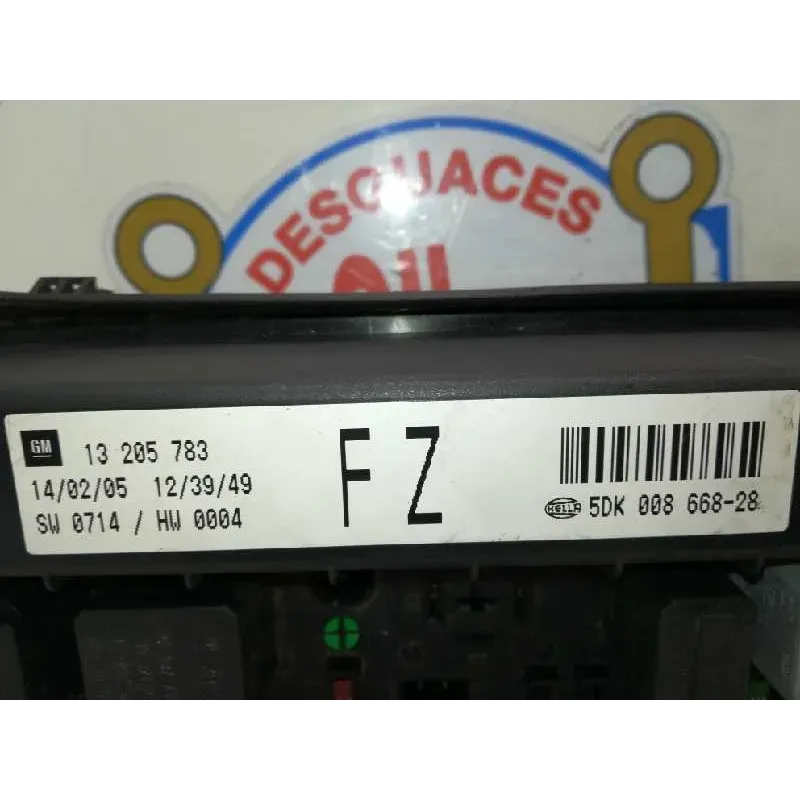 DESGUACES
GM 13 205 783
14/02/05 12/39/49
SW 0714 / HW 0004
FZ
HELLA 5DK 008 668-28